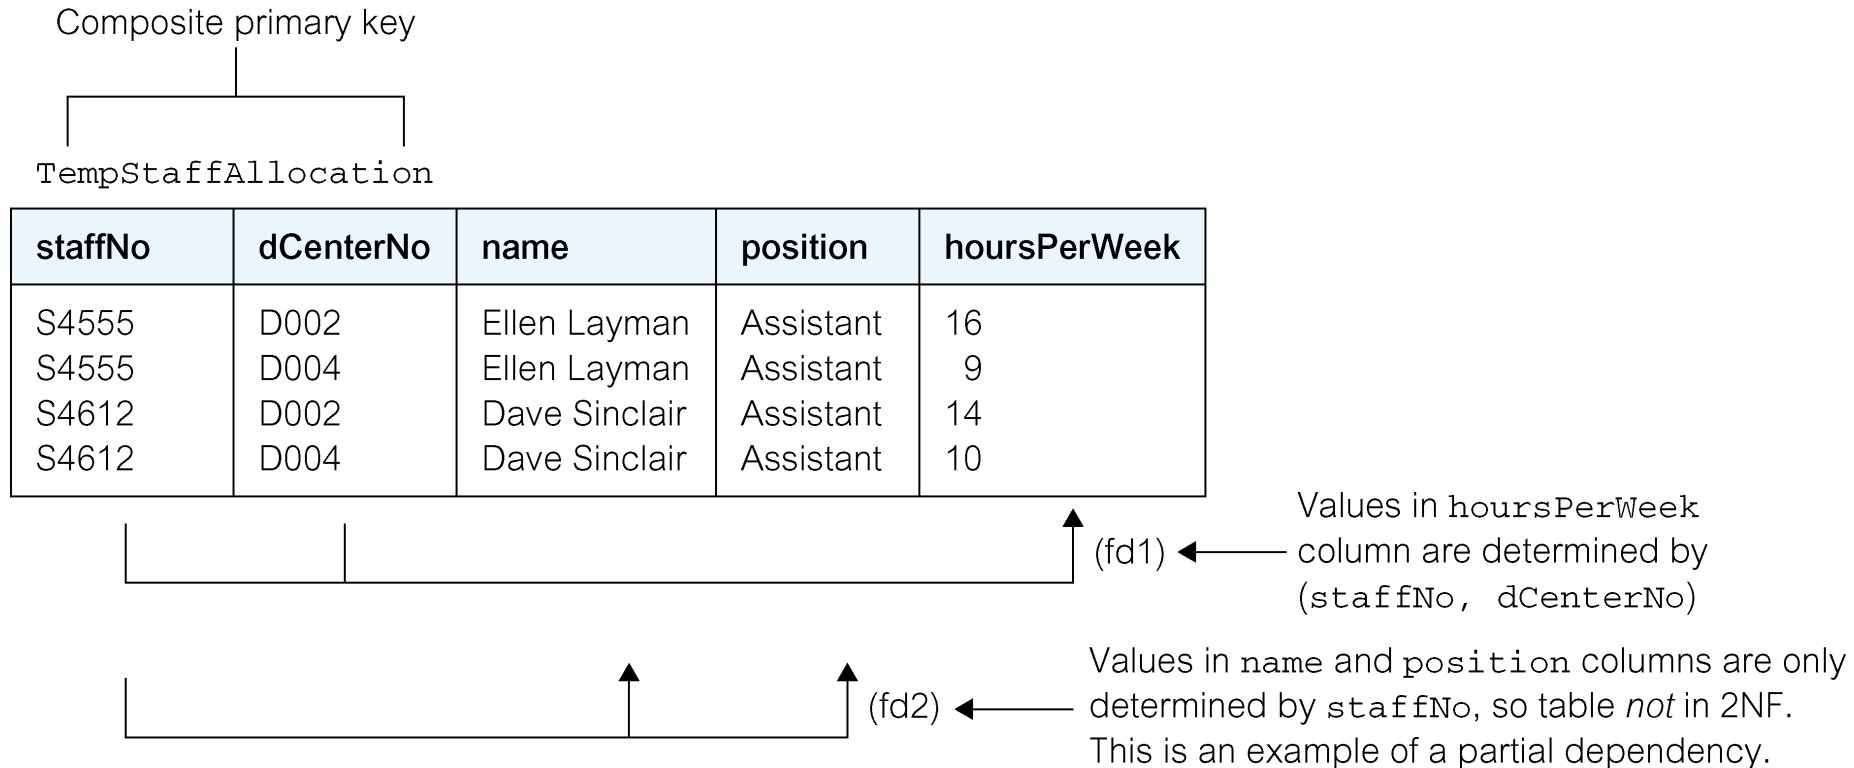 Composite primary key
TempStaffAllocation
staffNo dCenterNo name position hoursPerWeek
S4555 D002 Ellen Layman Assistant 16
S4555 D004 Ellen Layman Assistant 9
S4612 D002 Dave Sinclair Assistant 14
S4612 D004 Dave Sinclair Assistant 10
(fd1)
Values in hoursPerWeek
column are determined by
(staffNo, dCenterNo)
(fd2)
Values in name and position columns are only
determined by staffNo, so table not in 2NF.
This is an example of a partial dependency.